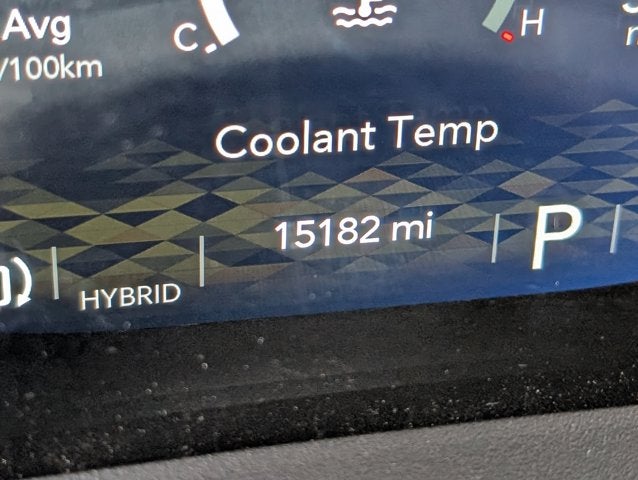 Avg
/100km
C
H
Coolant Temp
15182 mi
P
HYBRID